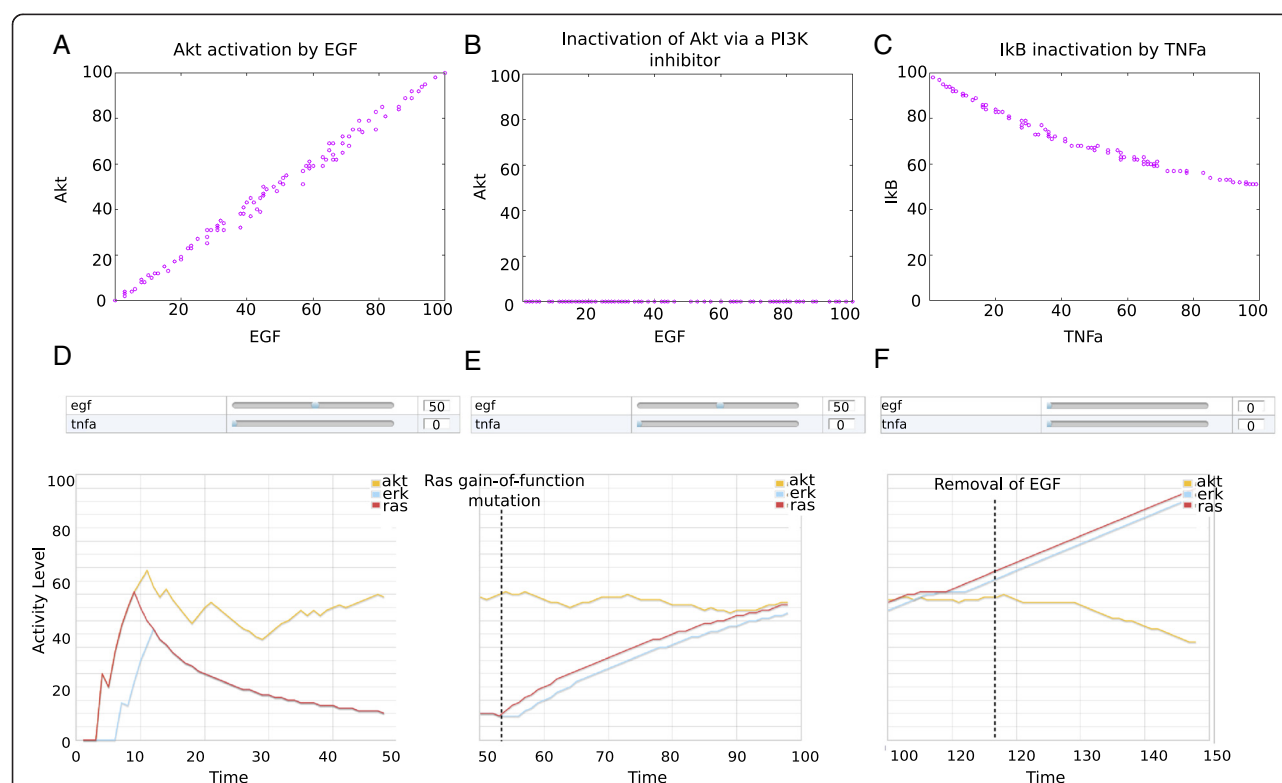 A
Akt activation by EGF
100
80
60
40
20
0
Akt
20
40
60
80
100
EGF
B
Inactivation of Akt via a PI3K
inhibitor
100
80
60
40
20
0
Akt
20
40
60
80
100
EGF
C
IkB inactivation by TNFa
100
80
60
40
20
0
IkB
20
40
60
80
100
TNFa
D
egf 50
tnfa 0
akt
erk
ras
100
80
60
40
20
0
Activity Level
0 10 20 30 40 50
Time
E
egf 50
tnfa 0
Ras gain-of-function
mutation
akt
erk
ras
50 60 70 80 90 100
Time
F
egf 0
tnfa 0
Removal of EGF
akt
erk
ras
100 120 120 130 140 150
Time